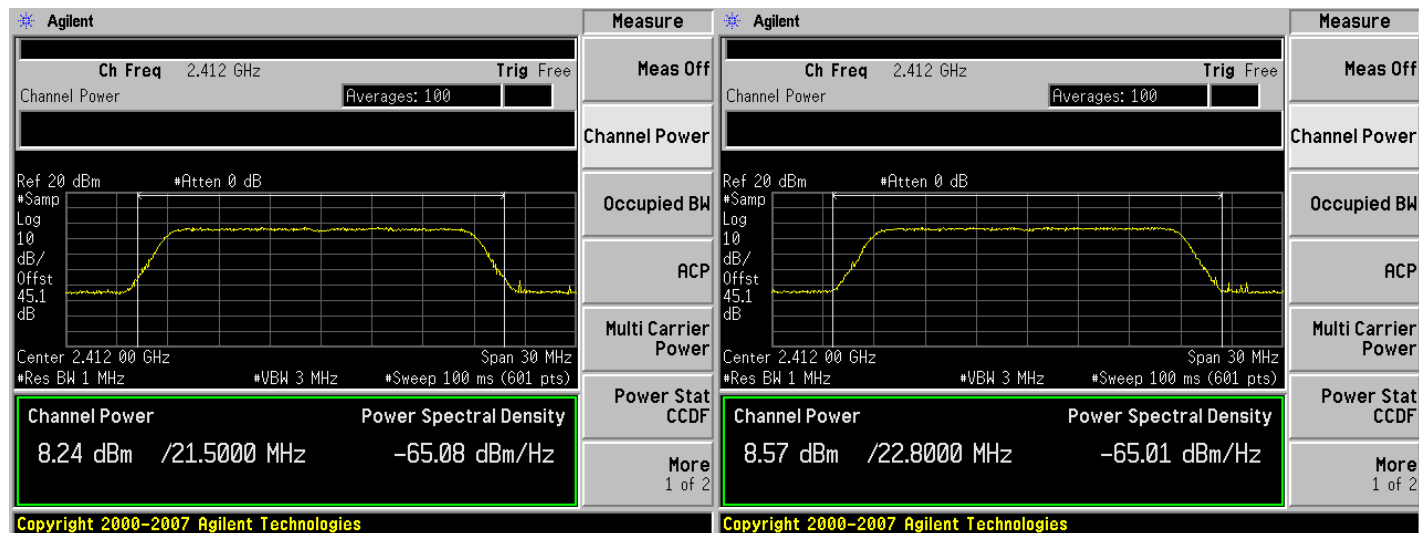 Agilent
Ch Freq 2.412 GHz Trig Free
Channel Power Averages: 100
Ref 20 dBm #Atten 0 dB
#Samp
Log
10
dB/
Offst
45.1
dB
Center 2.412 00 GHz Span 30 MHz
#Res BW 1 MHz #VBW 3 MHz #Sweep 100 ms (601 pts)
Channel Power Power Spectral Density
8.24 dBm /21.5000 MHz -65.08 dBm/Hz
Copyright 2000-2007 Agilent Technologies
Measure
Meas Off
Channel Power
Occupied BW
ACP
Multi Carrier
Power
Power Stat
CCDF
More
1 of 2
Agilent
Ch Freq 2.412 GHz Trig Free
Channel Power Averages: 100
Ref 20 dBm #Atten 0 dB
#Samp
Log
10
dB/
Offst
45.1
dB
Center 2.412 00 GHz Span 30 MHz
#Res BW 1 MHz #VBW 3 MHz #Sweep 100 ms (601 pts)
Channel Power Power Spectral Density
8.57 dBm /22.8000 MHz -65.01 dBm/Hz
Copyright 2000-2007 Agilent Technologies
Measure
Meas Off
Channel Power
Occupied BW
ACP
Multi Carrier
Power
Power Stat
CCDF
More
1 of 2